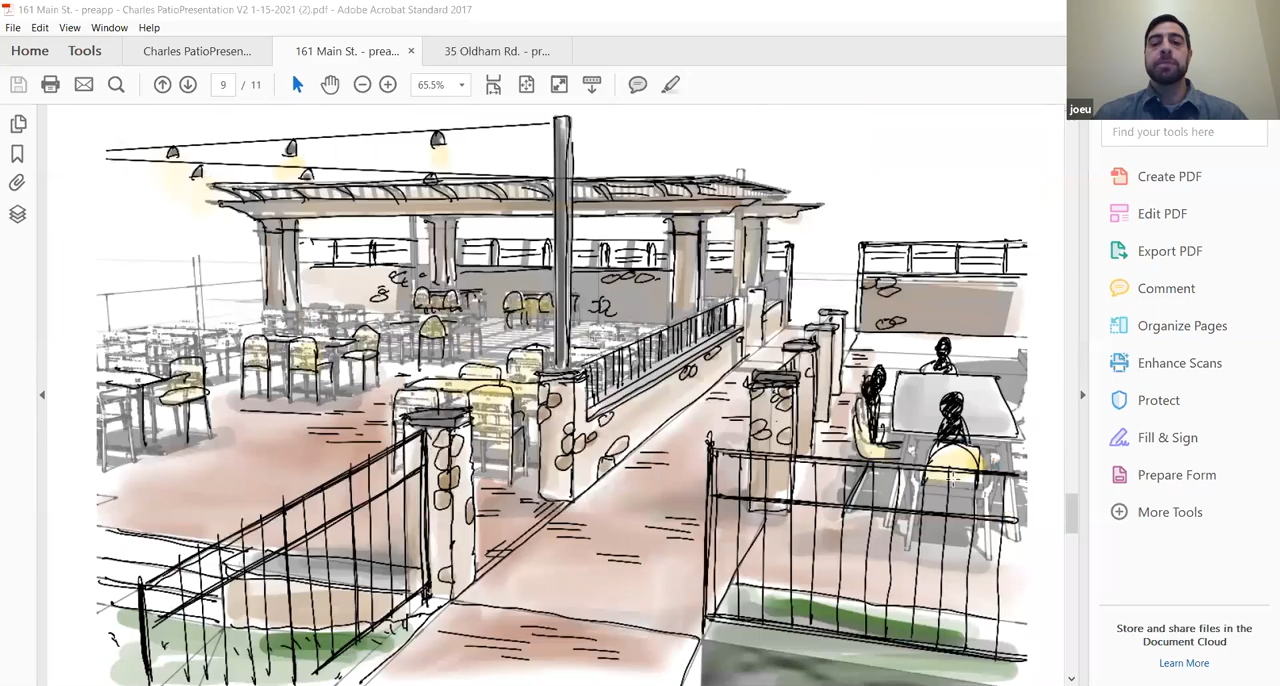 161 Main St. - preapp - Charles PatioPresentation V2 1-15-2021 (2).pdf - Adobe Acrobat Standard 2017
File Edit View Window Help
Home Tools Charles PatioPresen... 161 Main St. - prea... × 35 Oldham Rd. - pr...
9 / 11 65.5%
joeu
Find your tools here
Create PDF
Edit PDF
Export PDF
Comment
Organize Pages
Enhance Scans
Protect
Fill & Sign
Prepare Form
More Tools
Store and share files in the
Document Cloud
Learn More